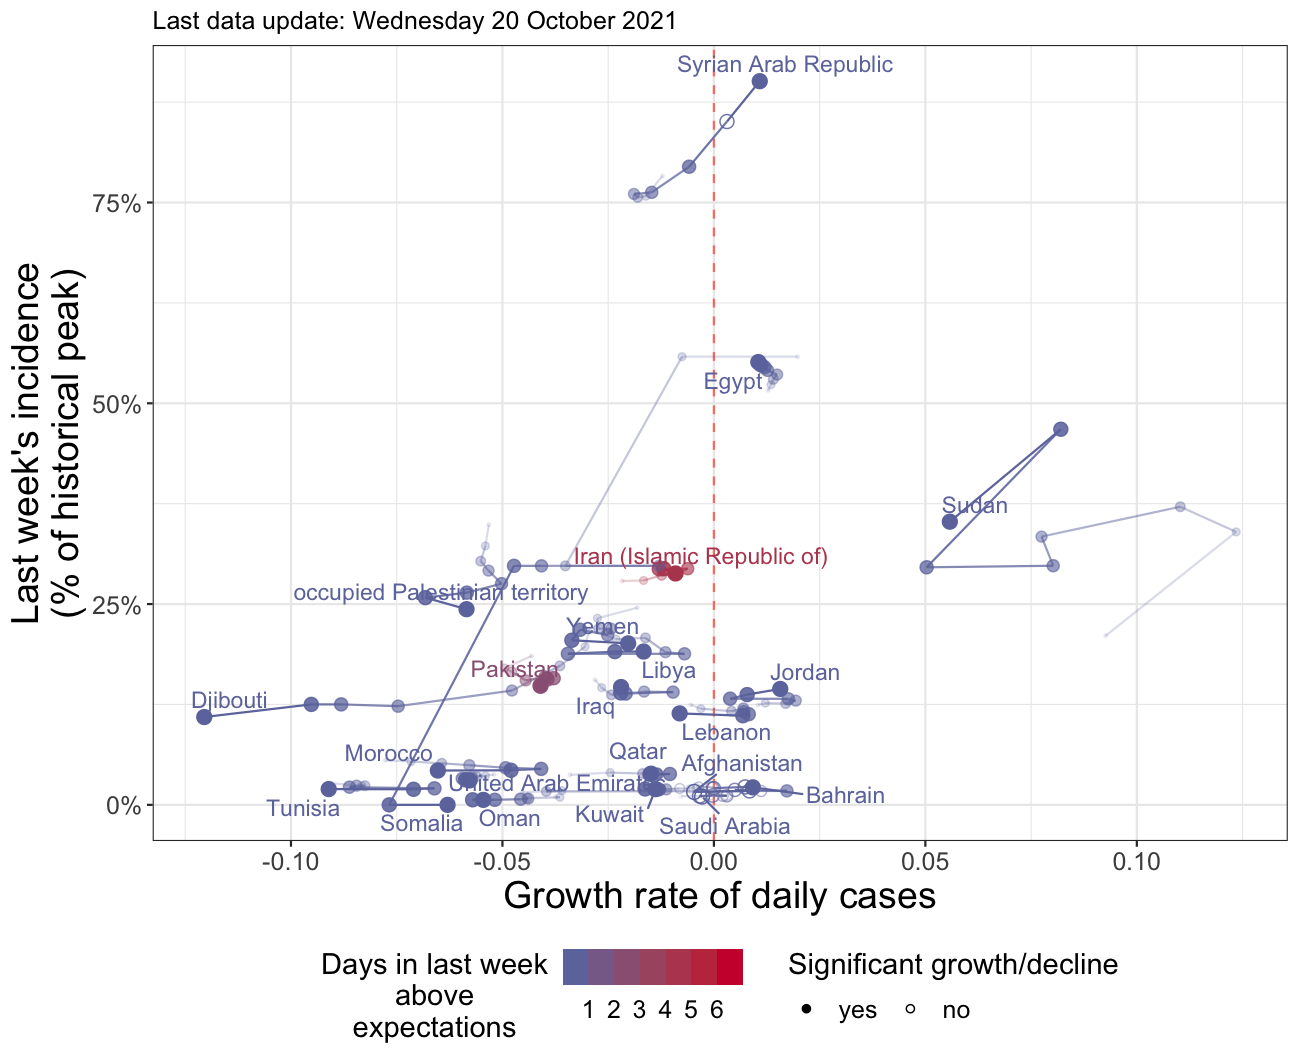 Last data update: Wednesday 20 October 2021
Last week's incidence
(% of historical peak)
75%
50%
25%
0%
Syrian Arab Republic
Egypt
Sudan
Iran (Islamic Republic of)
occupied Palestinian territory
Yemen
Pakistan
Libya
Jordan
Djibouti
Iraq
Lebanon
Morocco
Qatar
Afghanistan
United Arab Emirates
Bahrain
Tunisia
Somalia
Oman
Kuwait
Saudi Arabia
-0.10 -0.05 0.00 0.05 0.10
Growth rate of daily cases
Days in last week
above
expectations
1 2 3 4 5 6
Significant growth/decline
yes no